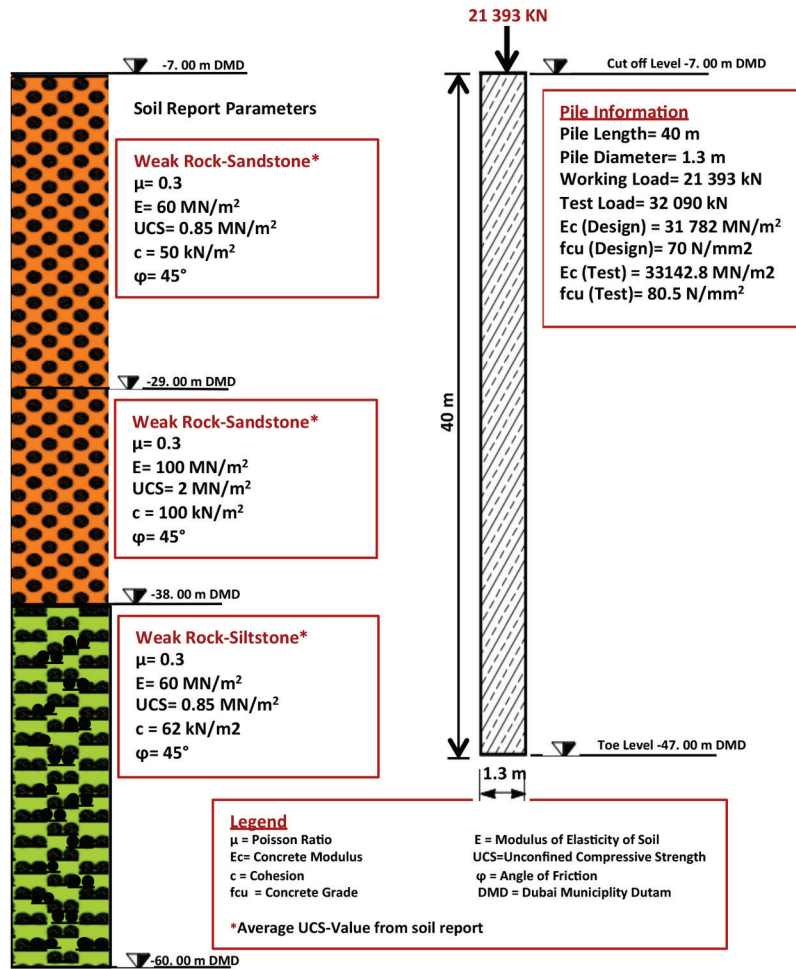 21 393 KN
-7. 00 m DMD
Cut off Level -7. 00 m DMD
Soil Report Parameters
Weak Rock-Sandstone*
μ= 0.3
E= 60 MN/m²
UCS= 0.85 MN/m²
c = 50 kN/m²
φ= 45°
Pile Information
Pile Length= 40 m
Pile Diameter= 1.3 m
Working Load= 21 393 kN
Test Load= 32 090 kN
Ec (Design) = 31 782 MN/m²
fcu (Design)= 70 N/mm2
Ec (Test) = 33142.8 MN/m2
fcu (Test)= 80.5 N/mm²
-29. 00 m DMD
Weak Rock-Sandstone*
μ= 0.3
E= 100 MN/m²
UCS= 2 MN/m²
c = 100 kN/m²
φ= 45°
40 m
-38. 00 m DMD
Weak Rock-Siltstone*
μ= 0.3
E= 60 MN/m²
UCS= 0.85 MN/m²
c = 62 kN/m2
φ= 45°
Toe Level -47. 00 m DMD
1.3 m
Legend
μ = Poisson Ratio
E = Modulus of Elasticity of Soil
Ec= Concrete Modulus
UCS=Unconfined Compressive Strength
c = Cohesion
φ = Angle of Friction
fcu = Concrete Grade
DMD = Dubai Municiplity Dutam
*Average UCS-Value from soil report
-60. 00 m DMD